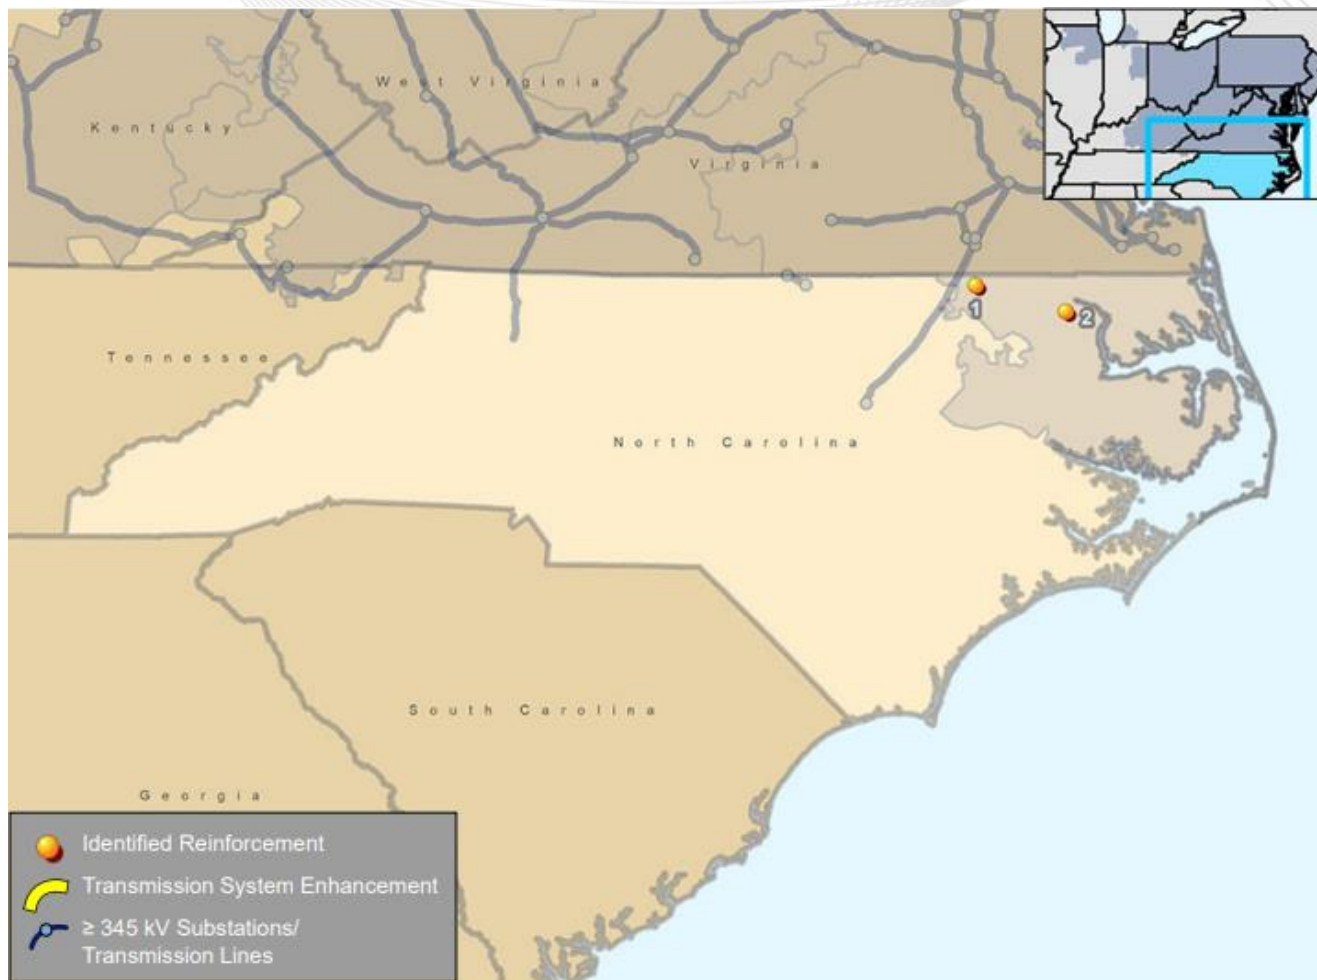 West Virginia
Kentucky
Virginia
1
2
Tennessee
North Carolina
South Carolina
Georgia
Identified Reinforcement
Transmission System Enhancement
≥ 345 kV Substations/
Transmission Lines